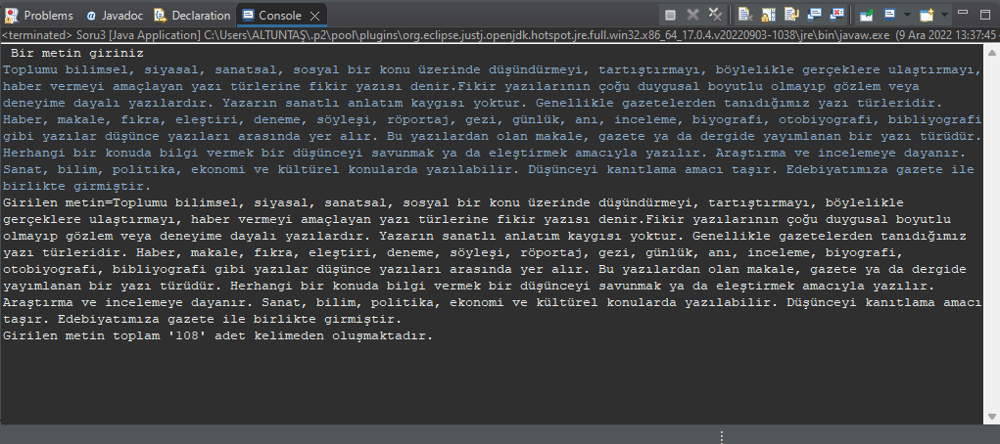 Problems @ Javadoc Declaration Console
<terminated> Soru3 [Java Application] C:\Users\ALTUNTAŞ\.p2\pool\plugins\org.eclipse.justj.openjdk.hotspot.jre.full.win32.x86_64_17.0.4.v20220903-1038\jre\bin\javaw.exe (9 Ara 2022 13:37:45
Bir metin giriniz
Toplumu bilimsel, siyasal, sanatsal, sosyal bir konu üzerinde düşündürmeyi, tartıştırmayı, böylelikle gerçeklere ulaştırmayı,
haber vermeyi amaçlayan yazı türlerine fikir yazısı denir.Fikir yazılarının çoğu duygusal boyutlu olmayıp gözlem veya
deneyime dayalı yazılardır. Yazarın sanatlı anlatım kaygısı yoktur. Genellikle gazetelerden tanıdığımız yazı türleridir.
Haber, makale, fıkra, eleştiri, deneme, söyleşi, röportaj, gezi, günlük, anı, inceleme, biyografi, otobiyografi, bibliyografi
gibi yazılar düşünce yazıları arasında yer alır. Bu yazılardan olan makale, gazete ya da dergide yayımlanan bir yazı türüdür.
Herhangi bir konuda bilgi vermek bir düşünceyi savunmak ya da eleştirmek amacıyla yazılır. Araştırma ve incelemeye dayanır.
Sanat, bilim, politika, ekonomi ve kültürel konularda yazılabilir. Düşünceyi kanıtlama amacı taşır. Edebiyatımıza gazete ile
birlikte girmiştir.
Girilen metin=Toplumu bilimsel, siyasal, sanatsal, sosyal bir konu üzerinde düşündürmeyi, tartıştırmayı, böylelikle
gerçeklere ulaştırmayı, haber vermeyi amaçlayan yazı türlerine fikir yazısı denir.Fikir yazılarının çoğu duygusal boyutlu
olmayıp gözlem veya deneyime dayalı yazılardır. Yazarın sanatlı anlatım kaygısı yoktur. Genellikle gazetelerden tanıdığımız
yazı türleridir. Haber, makale, fıkra, eleştiri, deneme, söyleşi, röportaj, gezi, günlük, anı, inceleme, biyografi,
otobiyografi, bibliyografi gibi yazılar düşünce yazıları arasında yer alır. Bu yazılardan olan makale, gazete ya da dergide
yayımlanan bir yazı türüdür. Herhangi bir konuda bilgi vermek bir düşünceyi savunmak ya da eleştirmek amacıyla yazılır.
Araştırma ve incelemeye dayanır. Sanat, bilim, politika, ekonomi ve kültürel konularda yazılabilir. Düşünceyi kanıtlama amacı
taşır. Edebiyatımıza gazete ile birlikte girmiştir.
Girilen metin toplam '108' adet kelimeden oluşmaktadır.